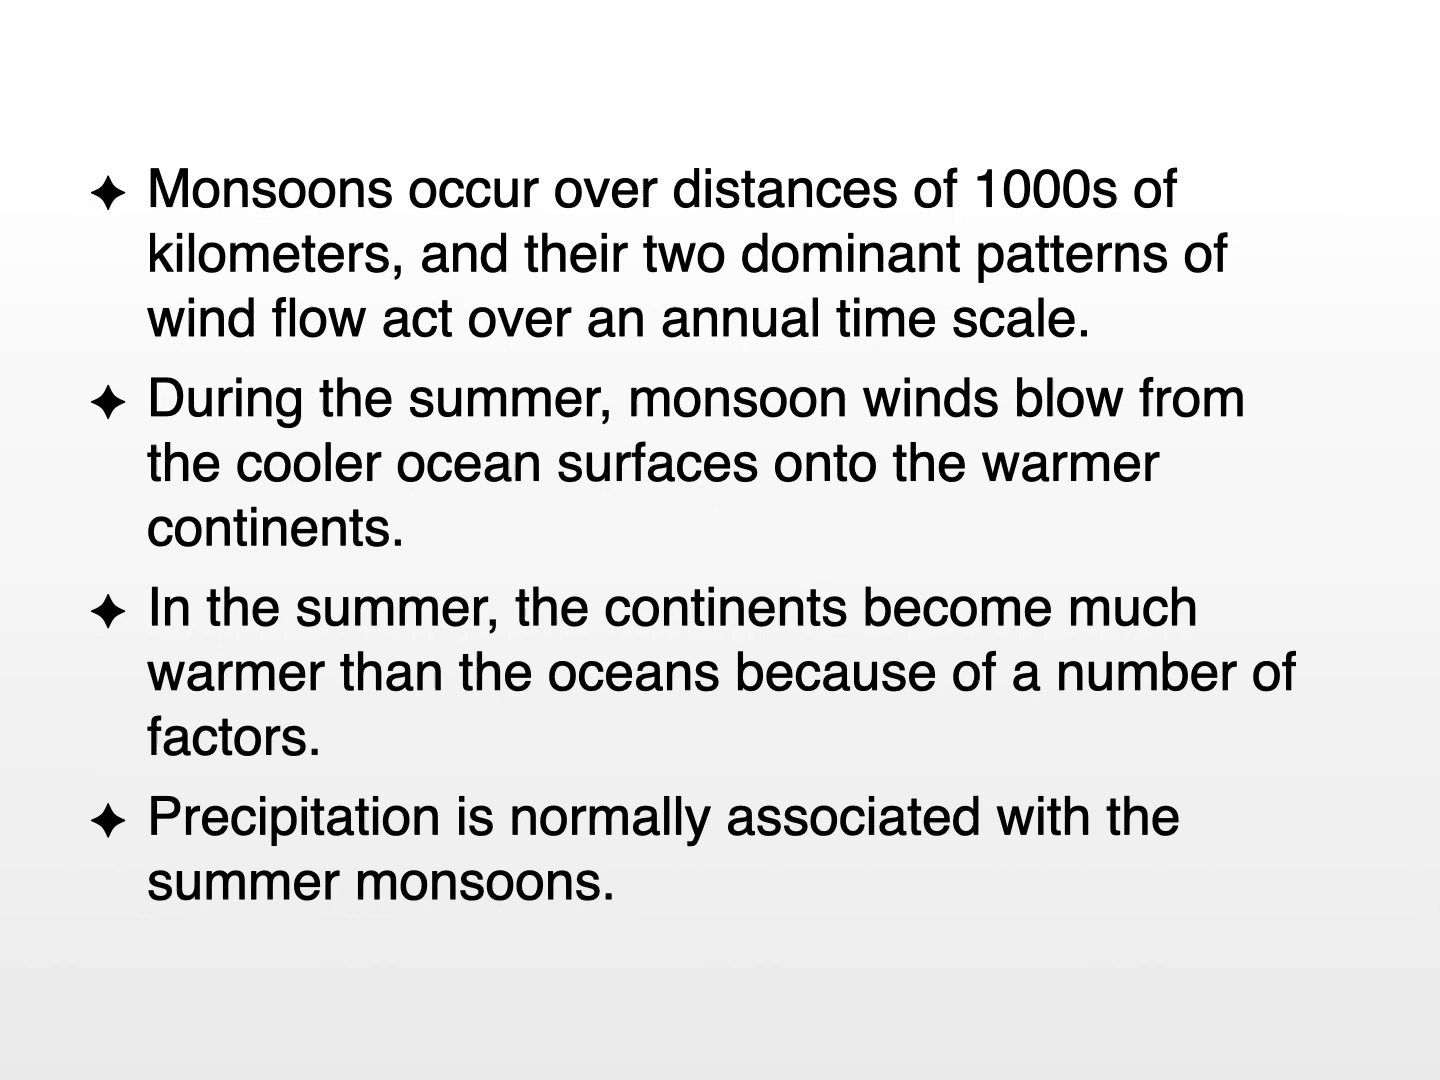 ✦ Monsoons occur over distances of 1000s of
kilometers, and their two dominant patterns of
wind flow act over an annual time scale.
✦ During the summer, monsoon winds blow from
the cooler ocean surfaces onto the warmer
continents.
✦ In the summer, the continents become much
warmer than the oceans because of a number of
factors.
✦ Precipitation is normally associated with the
summer monsoons.